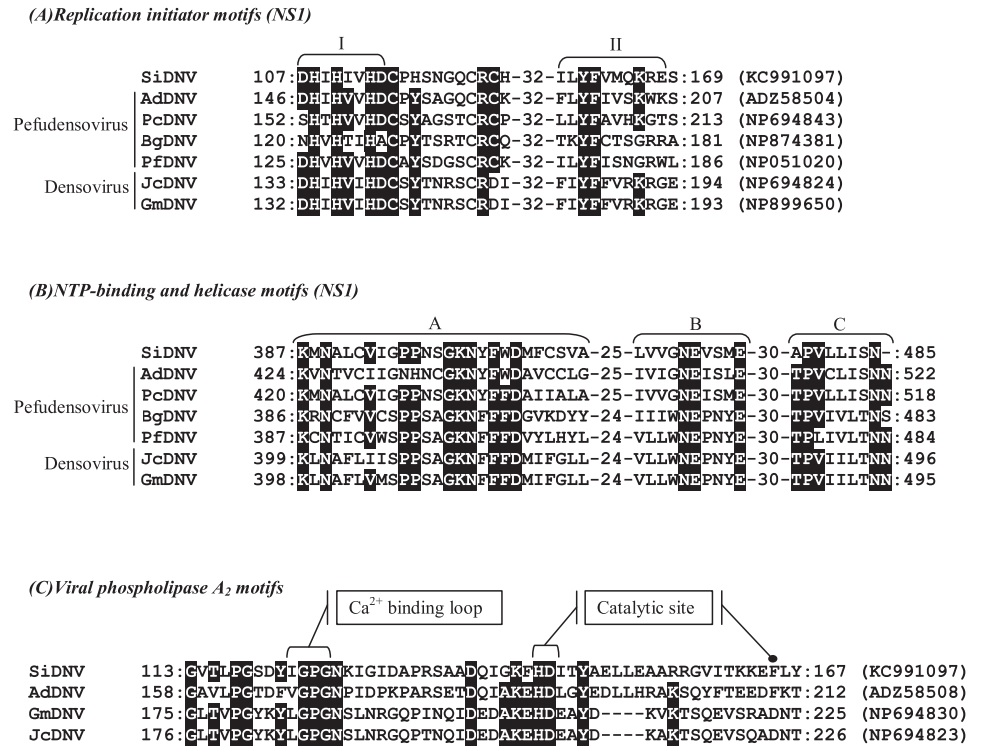 (A)Replication initiator motifs (NS1)
I II
SiDNV 107:DHIHIVHDCPHSNGQCRCH-32-ILYFVMQKRES:169 (KC991097)
AdDNV 146:DHIHVVHDCPYSAGQCRCK-32-FLYFIVSKWKS:207 (ADZ58504)
Pefudensovirus PcDNV 152:SHTHVVHDCSYAGSTCRCP-32-LLYFAVHKGTS:213 (NP694843)
BgDNV 120:NHVHTIHACPYTSRTCRCQ-32-TKYFCTSGRRA:181 (NP874381)
PfDNV 125:DHVHVVHDCAYSDGSCRCK-32-ILYFISNGRWL:186 (NP051020)
Densovirus JcDNV 133:DHIHVIHDCSYTNRSCRDI-32-FIYFFVRKRGE:194 (NP694824)
GmDNV 132:DHIHVIHDCSYTNRSCRDI-32-FIYFFVRKRGE:193 (NP899650)
(B)NTP-binding and helicase motifs (NS1)
A B C
SiDNV 387:KMNALCVIGPPNSGKNYFWDMFCSVA-25-LVVGNEVSME-30-APVLLISN-:485
AdDNV 424:KVNTVCIIGNHNCGKNYFWDAVCCLG-25-IVIGNEISLE-30-TPVCLISNN:522
Pefudensovirus PcDNV 420:KMNALCVIGPPNSGKNYFFDAIIALA-25-IVVGNEISME-30-TPVLLISNN:518
BgDNV 386:KRNCFVVCSPPSAGKNFFFDGVKDYY-24-IIIWNEPNYE-30-TPVIVLTNS:483
PfDNV 387:KCNTICVWSPPSAGKNFFFDVYLHYL-24-VLLWNEPNYE-30-TPLIVLTNN:484
Densovirus JcDNV 399:KLNAFLIISPPSAGKNFFFDMIFGLL-24-VLLWNEPNYE-30-TPVIILTNN:496
GmDNV 398:KLNAFLVMSPPSAGKNFFFDMIFGLL-24-VLLWNEPNYE-30-TPVIILTNN:495
(C)Viral phospholipase A2 motifs
Ca2+ binding loop Catalytic site
SiDNV 113:GVTLPGSDYIGPGNKIGIDAPRSAADQIGKFHDITYAELLEAARRGVITKKEFLY:167 (KC991097)
AdDNV 158:GAVLPGTDFVGPGNPIDPKPARSETDQIAKEHDLGYEDLLHRAKSQYFTEEDFKT:212 (ADZ58508)
GmDNV 175:GLTVPGYKYLGPGNSLNRGQPINQIDEDAKEHDEAYD----KVKTSQEVSRADNT:225 (NP694830)
JcDNV 176:GLTVPGYKYLGPGNSLNRGQPTNQIDEDAKEHDEAYD----KAKTSQEVSQADNT:226 (NP694823)